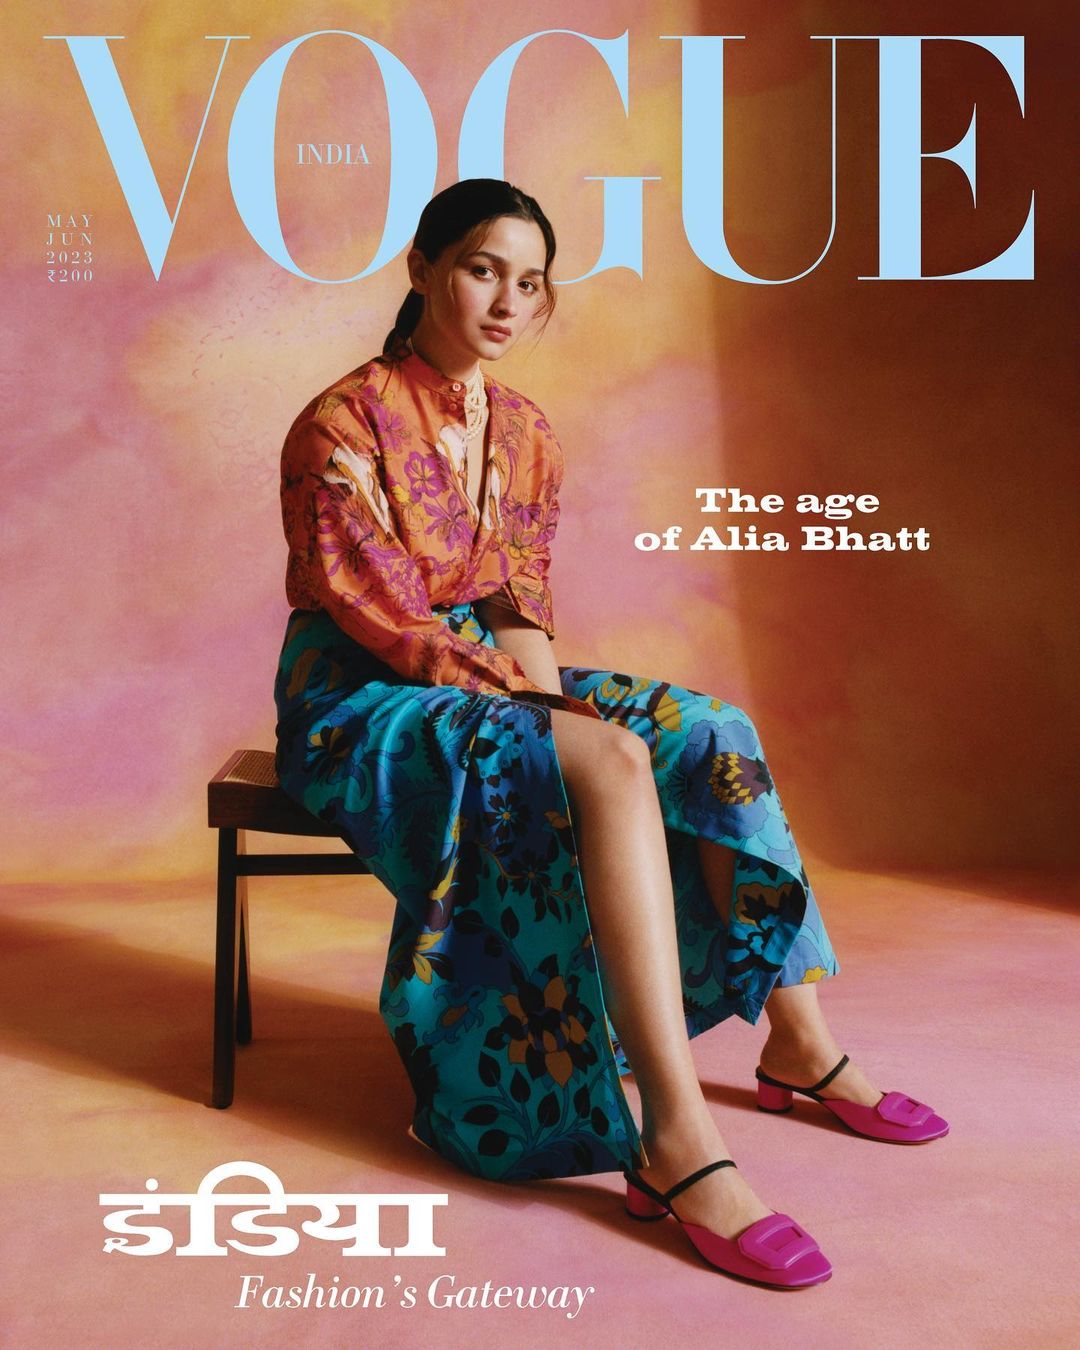 VOGUE
INDIA
MAY
JUN
2023
₹200
The age
of Alia Bhatt
इंडिया
Fashion's Gateway